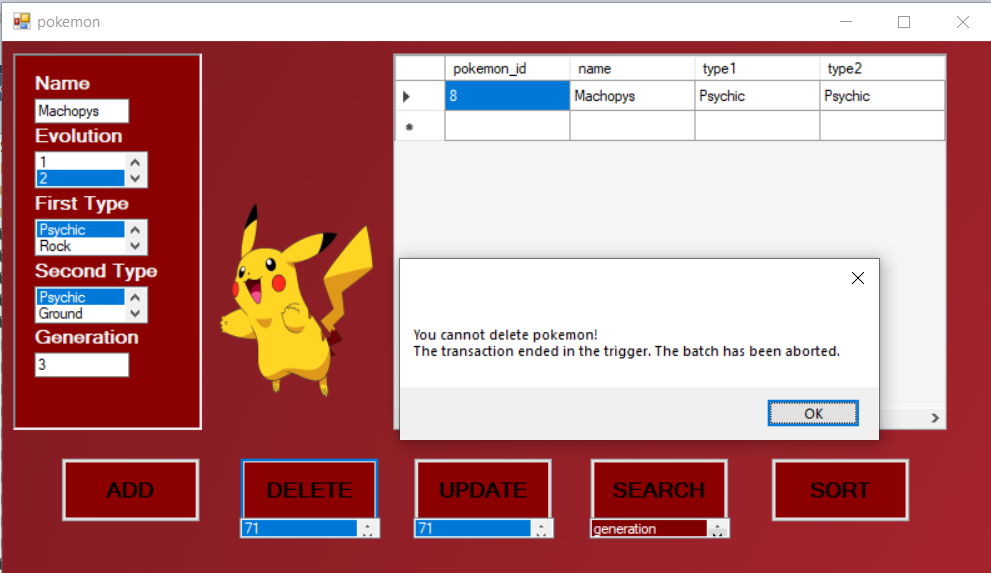 pokemon
Name
Machopys
Evolution
1
2
First Type
Psychic
Rock
Second Type
Psychic
Ground
Generation
3
pokemon_id name type1 type2
8 Machopys Psychic Psychic
You cannot delete pokemon!
The transaction ended in the trigger. The batch has been aborted.
OK
ADD DELETE UPDATE SEARCH SORT
71 71 generation